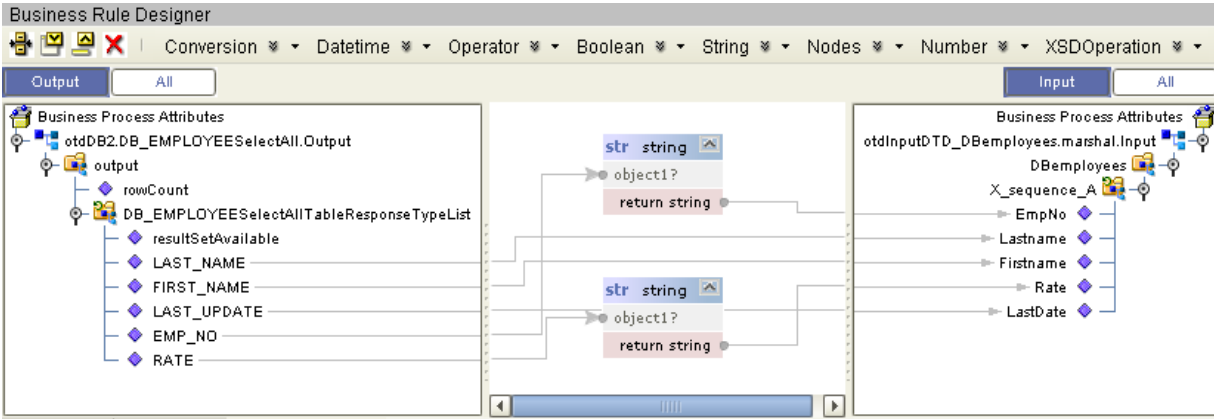 Business Rule Designer
Conversion Datetime Operator Boolean String Nodes Number XSDOperation
Output All Input All
Business Process Attributes
otdDB2.DB_EMPLOYEESelectAll.Output
output
rowCount
DB_EMPLOYEESelectAllTableResponseTypeList
resultSetAvailable
LAST_NAME
FIRST_NAME
LAST_UPDATE
EMP_NO
RATE
str string
object1?
return string
str string
object1?
return string
Business Process Attributes
otdInputDTD_DBemployees.marshal.Input
DBemployees
X_sequence_A
EmpNo
Lastname
Firstname
Rate
LastDate